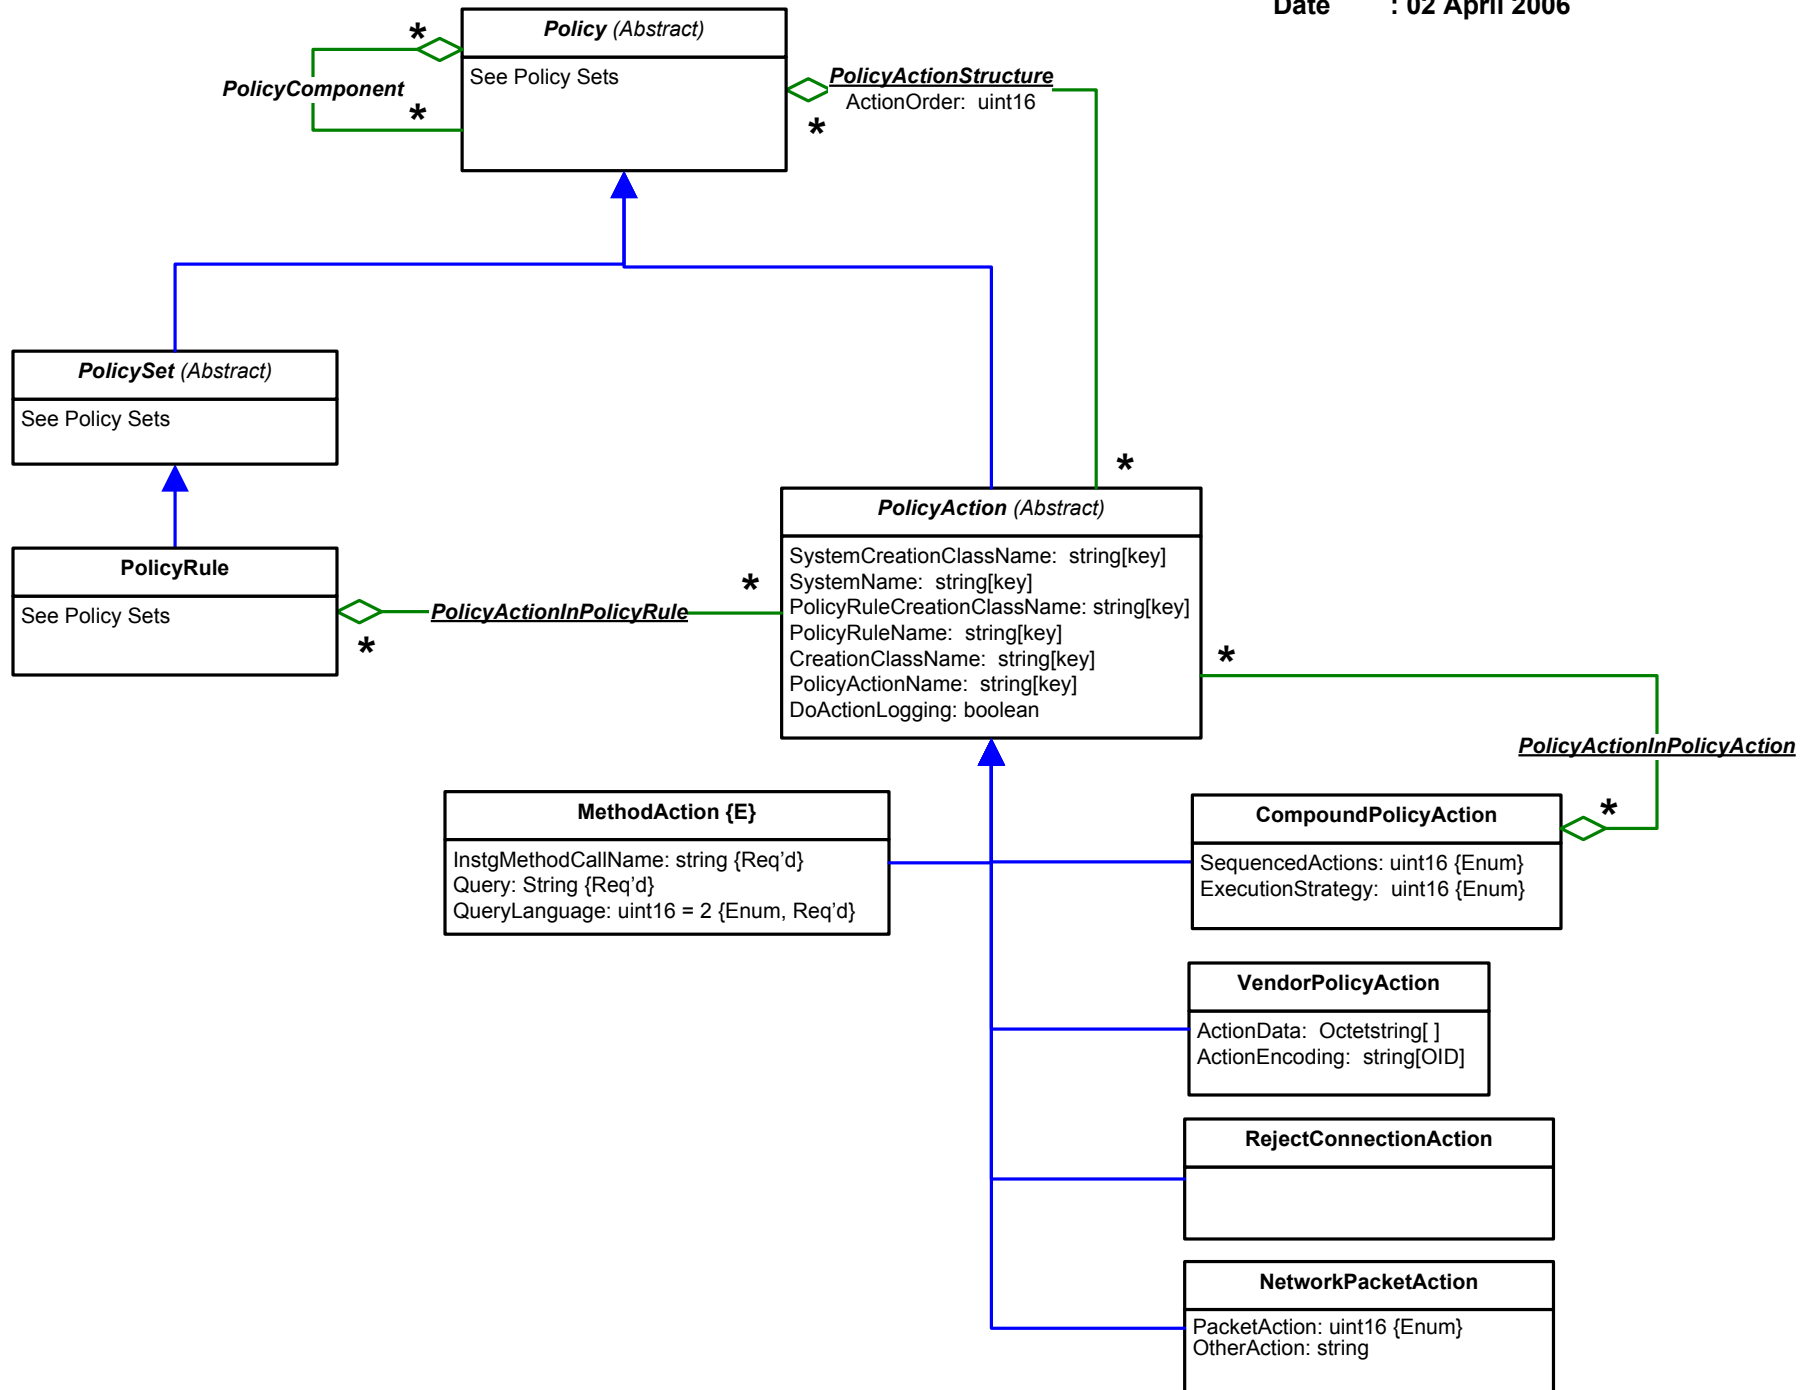 Date : 02 April 2006
*
Policy (Abstract)
See Policy Sets
PolicyComponent
*
PolicyActionStructure
ActionOrder: uint16
*
PolicySet (Abstract)
See Policy Sets
*
PolicyAction (Abstract)
SystemCreationClassName: string[key]
SystemName: string[key]
PolicyRuleCreationClassName: string[key]
PolicyRuleName: string[key]
CreationClassName: string[key]
PolicyActionName: string[key]
DoActionLogging: boolean
PolicyRule
See Policy Sets
*
PolicyActionInPolicyRule
*
*
PolicyActionInPolicyAction
*
MethodAction {E}
InstgMethodCallName: string {Req’d}
Query: String {Req’d}
QueryLanguage: uint16 = 2 {Enum, Req’d}
CompoundPolicyAction
SequencedActions: uint16 {Enum}
ExecutionStrategy: uint16 {Enum}
VendorPolicyAction
ActionData: Octetstring[ ]
ActionEncoding: string[OID]
RejectConnectionAction
NetworkPacketAction
PacketAction: uint16 {Enum}
OtherAction: string